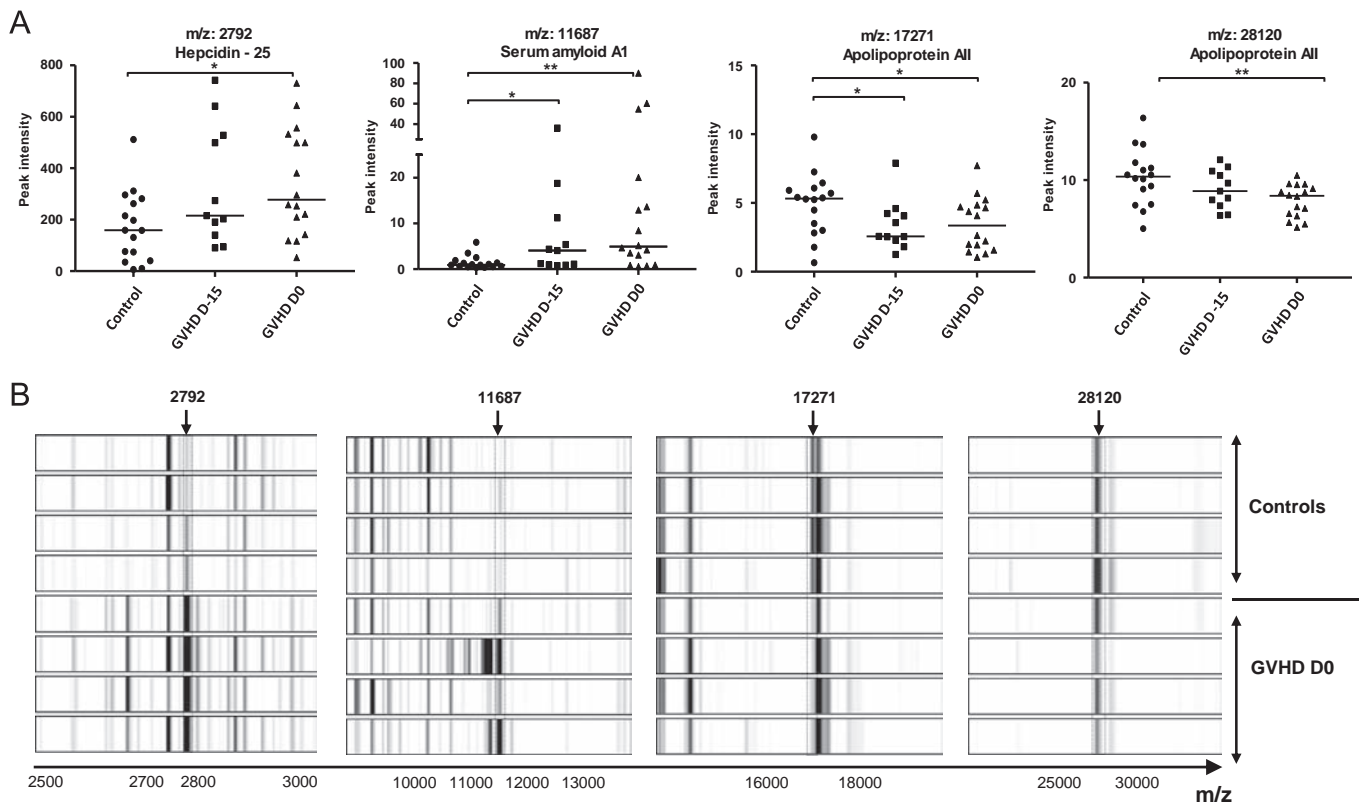 A
m/z: 2792
Hepcidin - 25
*
800
600
400
200
0
Peak intensity
Control
GVHD D-15
GVHD D0
m/z: 11687
Serum amyloid A1
**
*
100
80
60
40
20
10
0
Peak intensity
Control
GVHD D-15
GVHD D0
m/z: 17271
Apolipoprotein AII
*
*
15
10
5
0
Peak intensity
Control
GVHD D-15
GVHD D0
m/z: 28120
Apolipoprotein AII
**
20
10
0
Peak intensity
Control
GVHD D-15
GVHD D0
B
2792 11687 17271 28120
Controls
GVHD D0
2500 2700 2800 3000 10000 11000 12000 13000 16000 18000 25000 30000
m/z